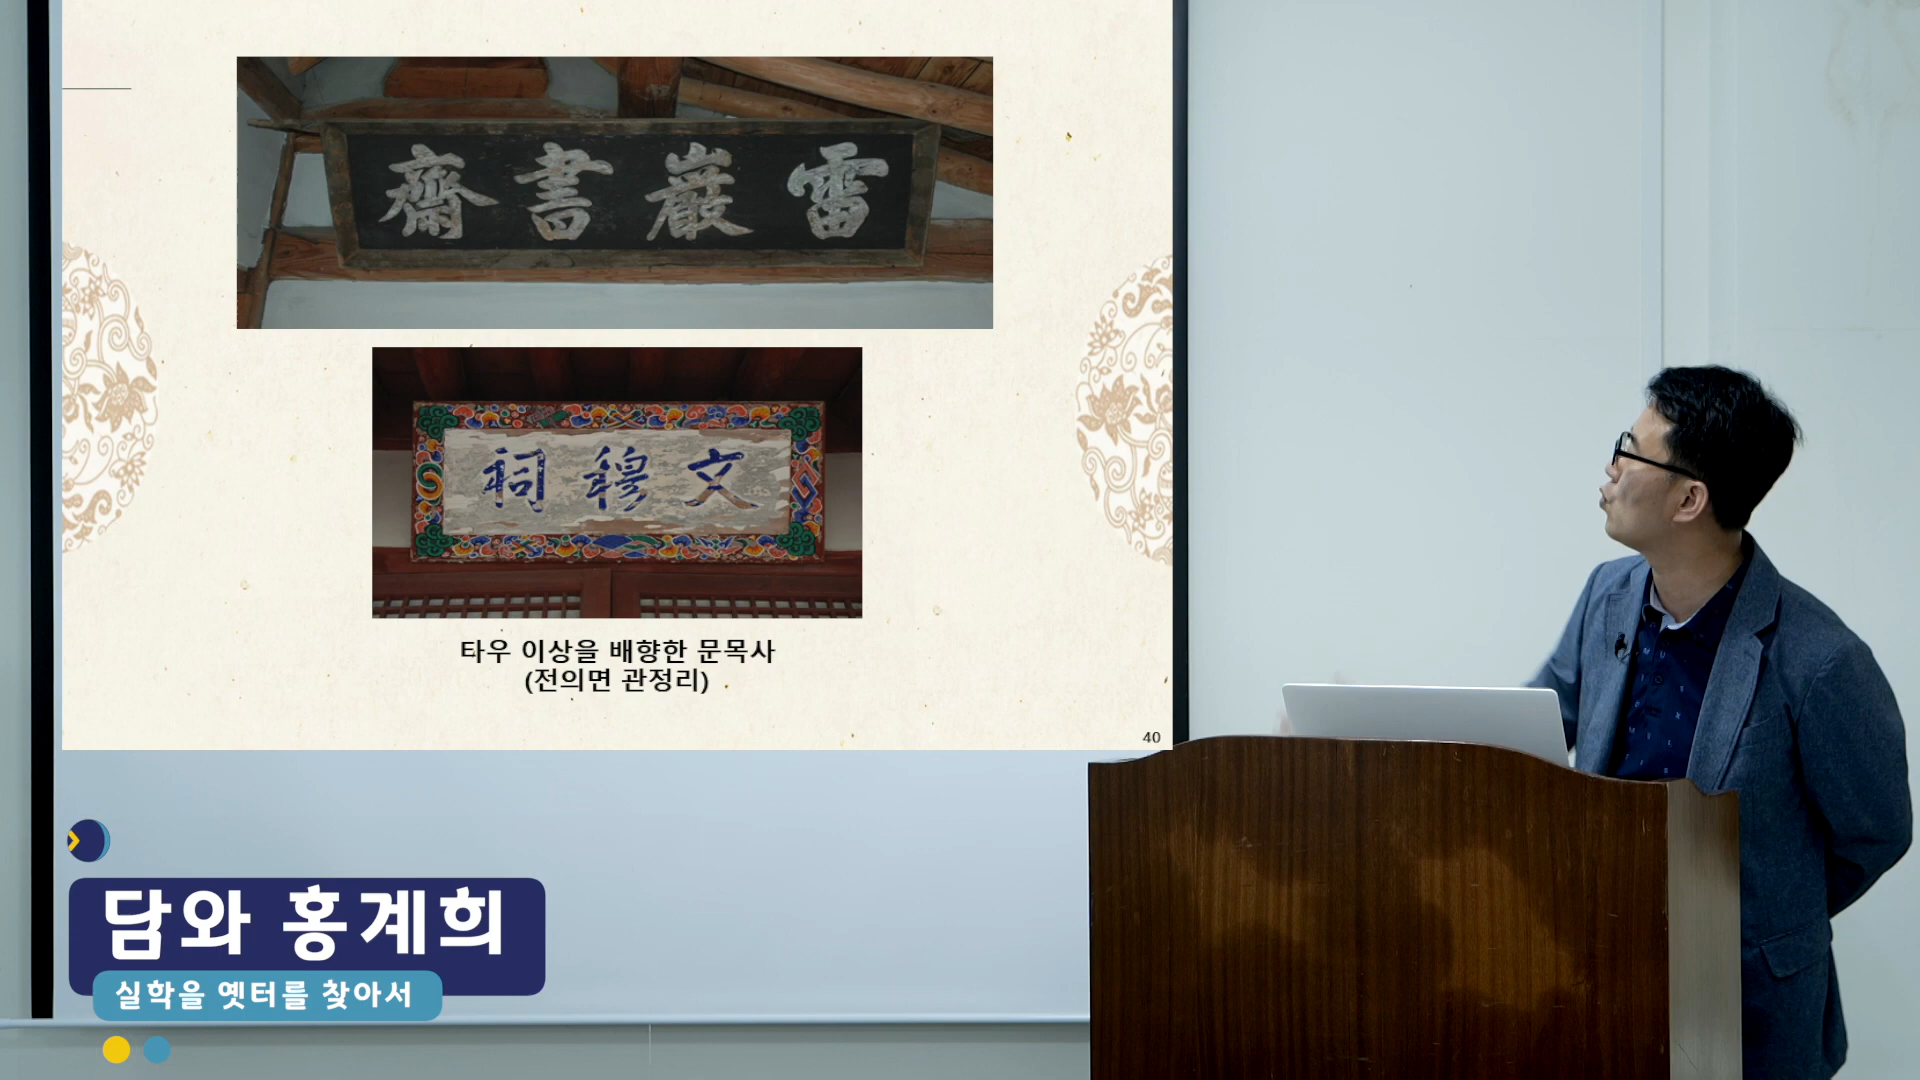 齋書巖雷
祠穆文
타우 이상을 배향한 문목사
(전의면 관정리)
40
담와 홍계희
실학을 옛터를 찾아서